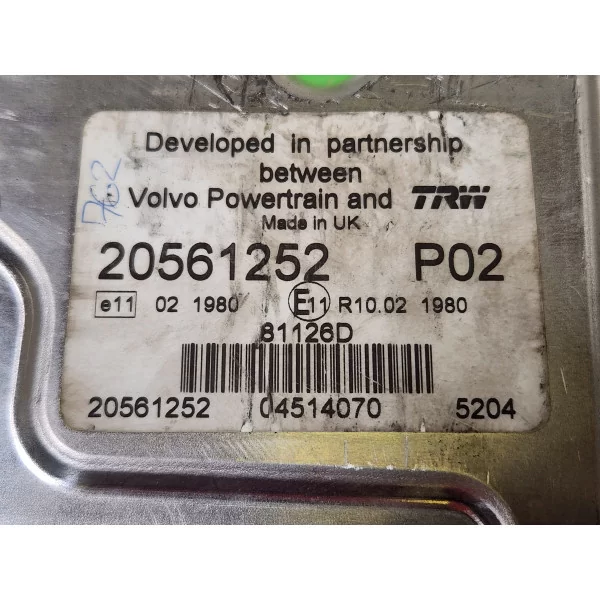 Developed in partnership
between
Volvo Powertrain and TRW
Made in UK
20561252 P02
e11 02 1980 E11 R10.02 1980
81126D
20561252 04514070 5204